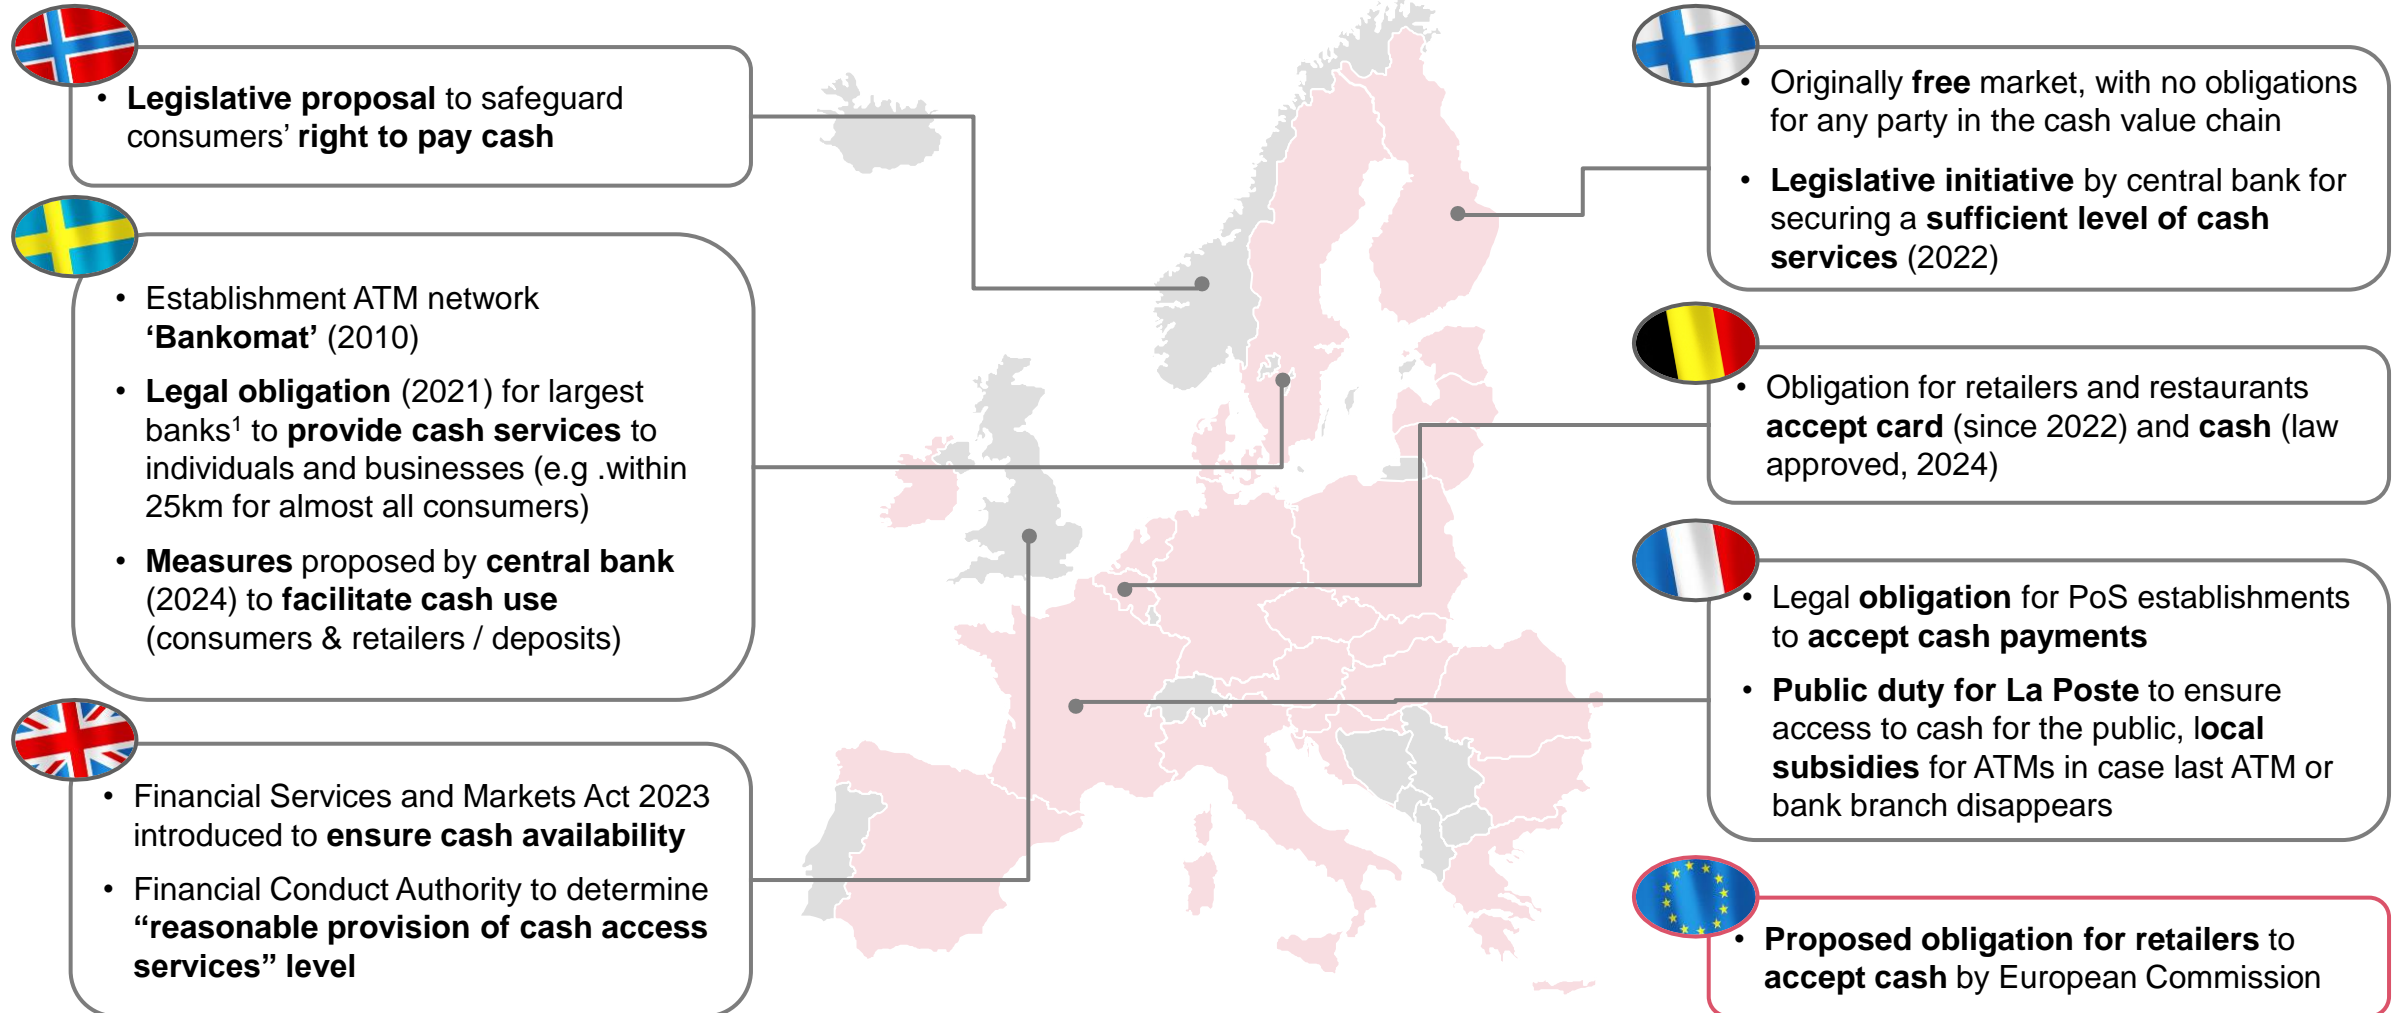 • Legislative proposal to safeguard
consumers’ right to pay cash
• Establishment ATM network
‘Bankomat’ (2010)
• Legal obligation (2021) for largest
banks¹ to provide cash services to
individuals and businesses (e.g .within
25km for almost all consumers)
• Measures proposed by central bank
(2024) to facilitate cash use
(consumers & retailers / deposits)
• Financial Services and Markets Act 2023
introduced to ensure cash availability
• Financial Conduct Authority to determine
“reasonable provision of cash access
services” level
• Originally free market, with no obligations
for any party in the cash value chain
• Legislative initiative by central bank for
securing a sufficient level of cash
services (2022)
• Obligation for retailers and restaurants
accept card (since 2022) and cash (law
approved, 2024)
• Legal obligation for PoS establishments
to accept cash payments
• Public duty for La Poste to ensure
access to cash for the public, local
subsidies for ATMs in case last ATM or
bank branch disappears
• Proposed obligation for retailers to
accept cash by European Commission